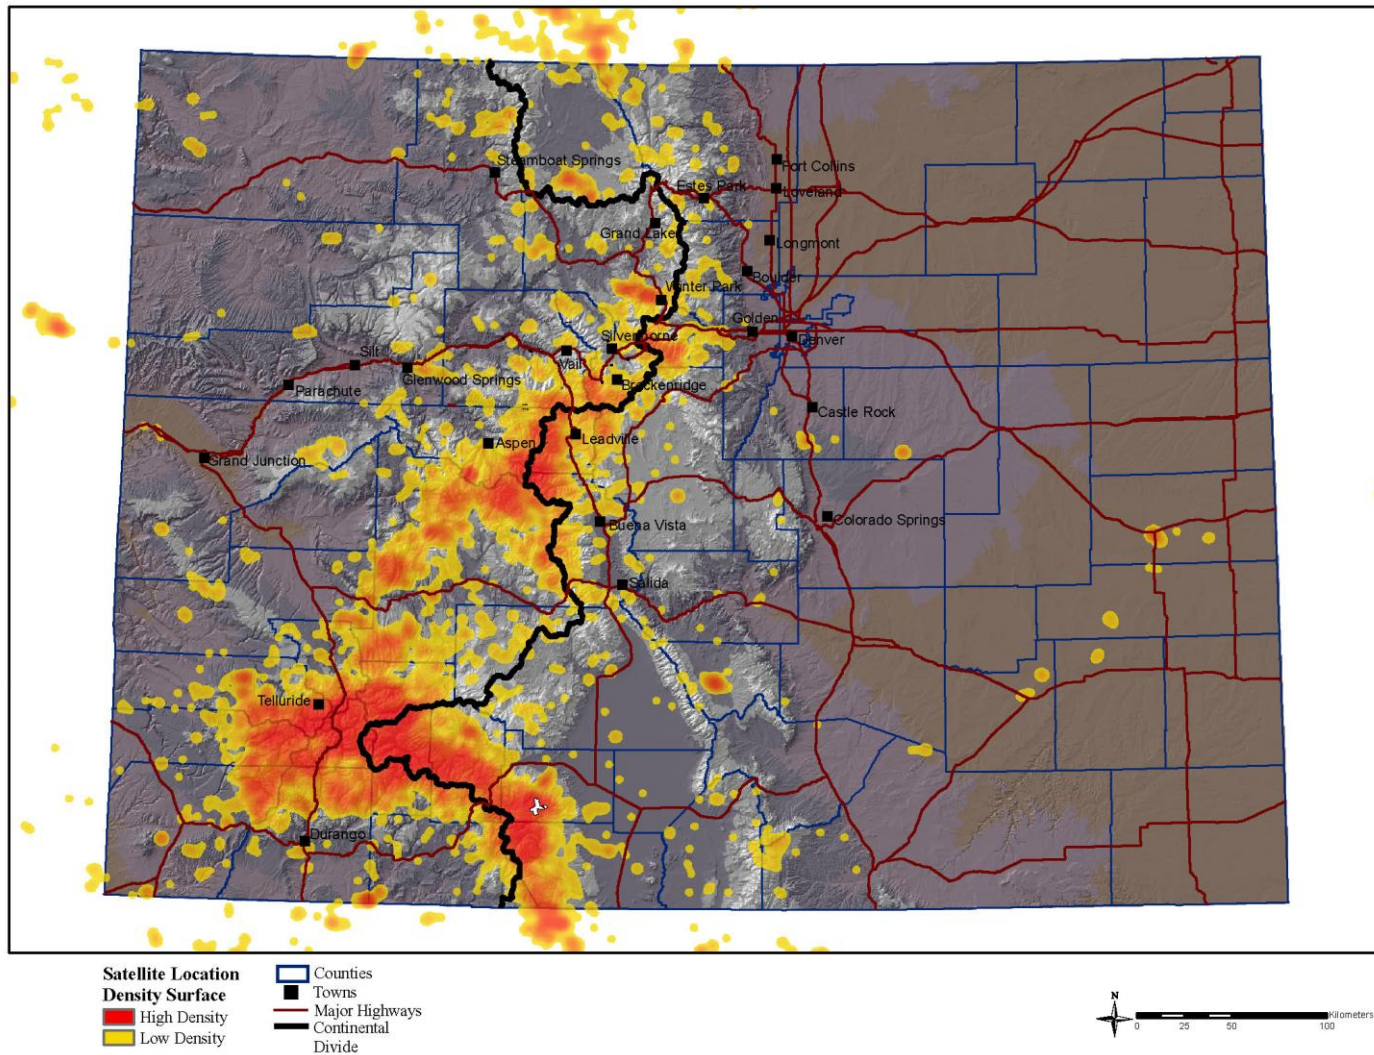 Steamboat Springs
Fort Collins
Estes Park
Loveland
Grand Lake
Longmont
Boulder
Winter Park
Golden
Silverthorne
Denver
Silt
Vail
Glenwood Springs
Parachute
Breckenridge
Castle Rock
Aspen
Leadville
Grand Junction
Buena Vista
Colorado Springs
Salida
Telluride
Durango
Satellite Location
Density Surface
High Density
Low Density
Counties
Towns
Major Highways
Continental
Divide
N
Kilometers
0 25 50 100